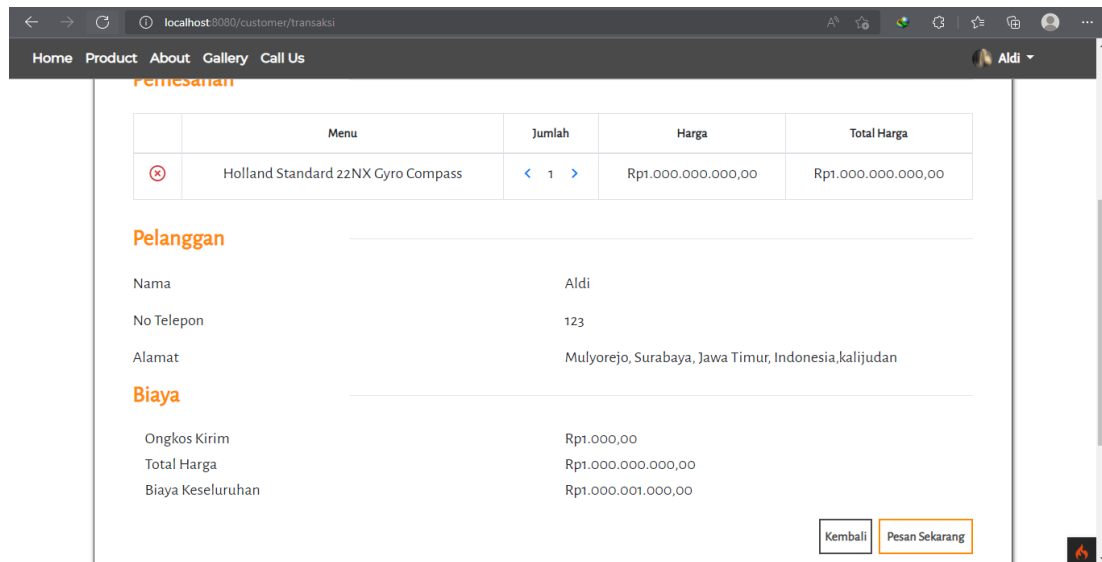 localhost:8080/customer/transaksi
Home Product About Gallery Call Us Aldi
Pemesanan
Menu Jumlah Harga Total Harga
Holland Standard 22NX Gyro Compass < 1 > Rp1.000.000.000,00 Rp1.000.000.000,00
Pelanggan
Nama Aldi
No Telepon 123
Alamat Mulyorejo, Surabaya, Jawa Timur, Indonesia,kalijudan
Biaya
Ongkos Kirim Rp1.000,00
Total Harga Rp1.000.000.000,00
Biaya Keseluruhan Rp1.000.001.000,00
Kembali Pesan Sekarang